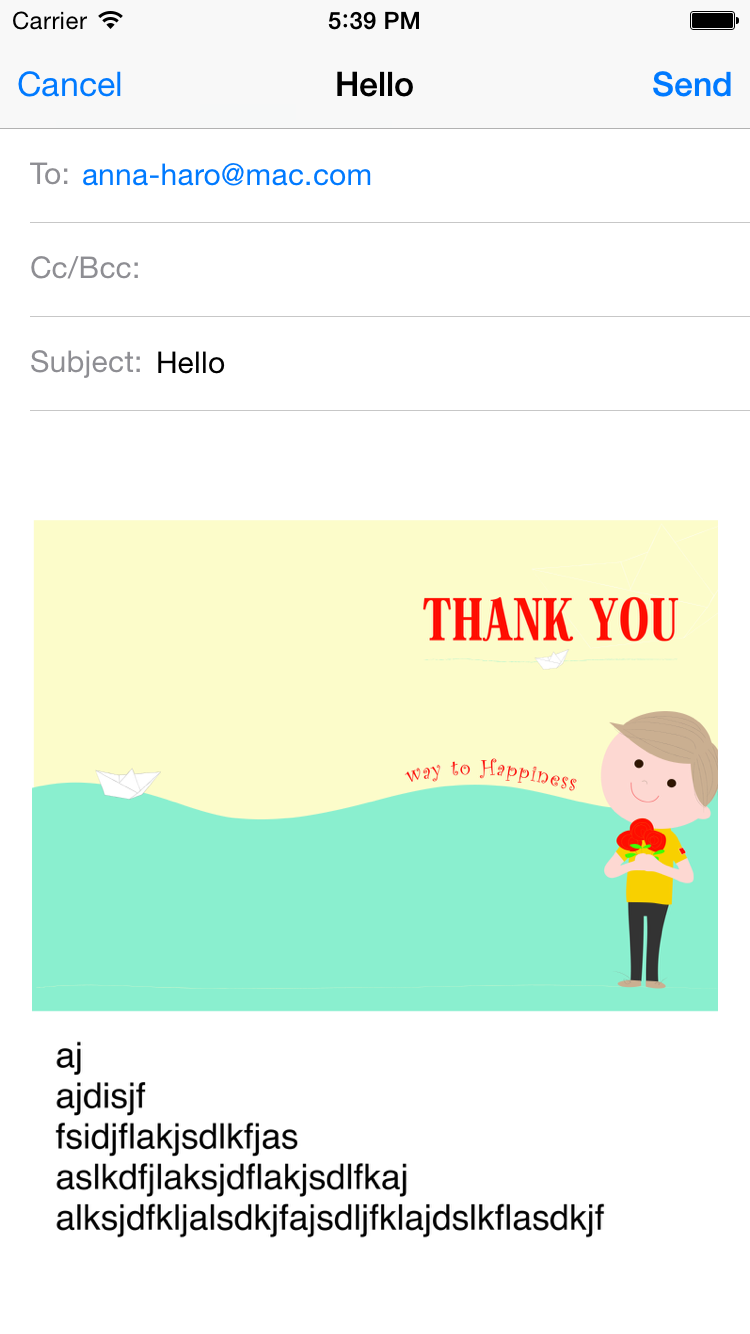 Carrier 5:39 PM
Cancel Hello Send
To: anna-haro@mac.com
Cc/Bcc:
Subject: Hello
THANK YOU
way to Happiness
aj
ajdisjf
fsidjflakjsdlkfjas
aslkdfjlaksjdflakjsdlfkaj
alksjdfkljalsdkjfajsdljfklajdslkflasdkjf